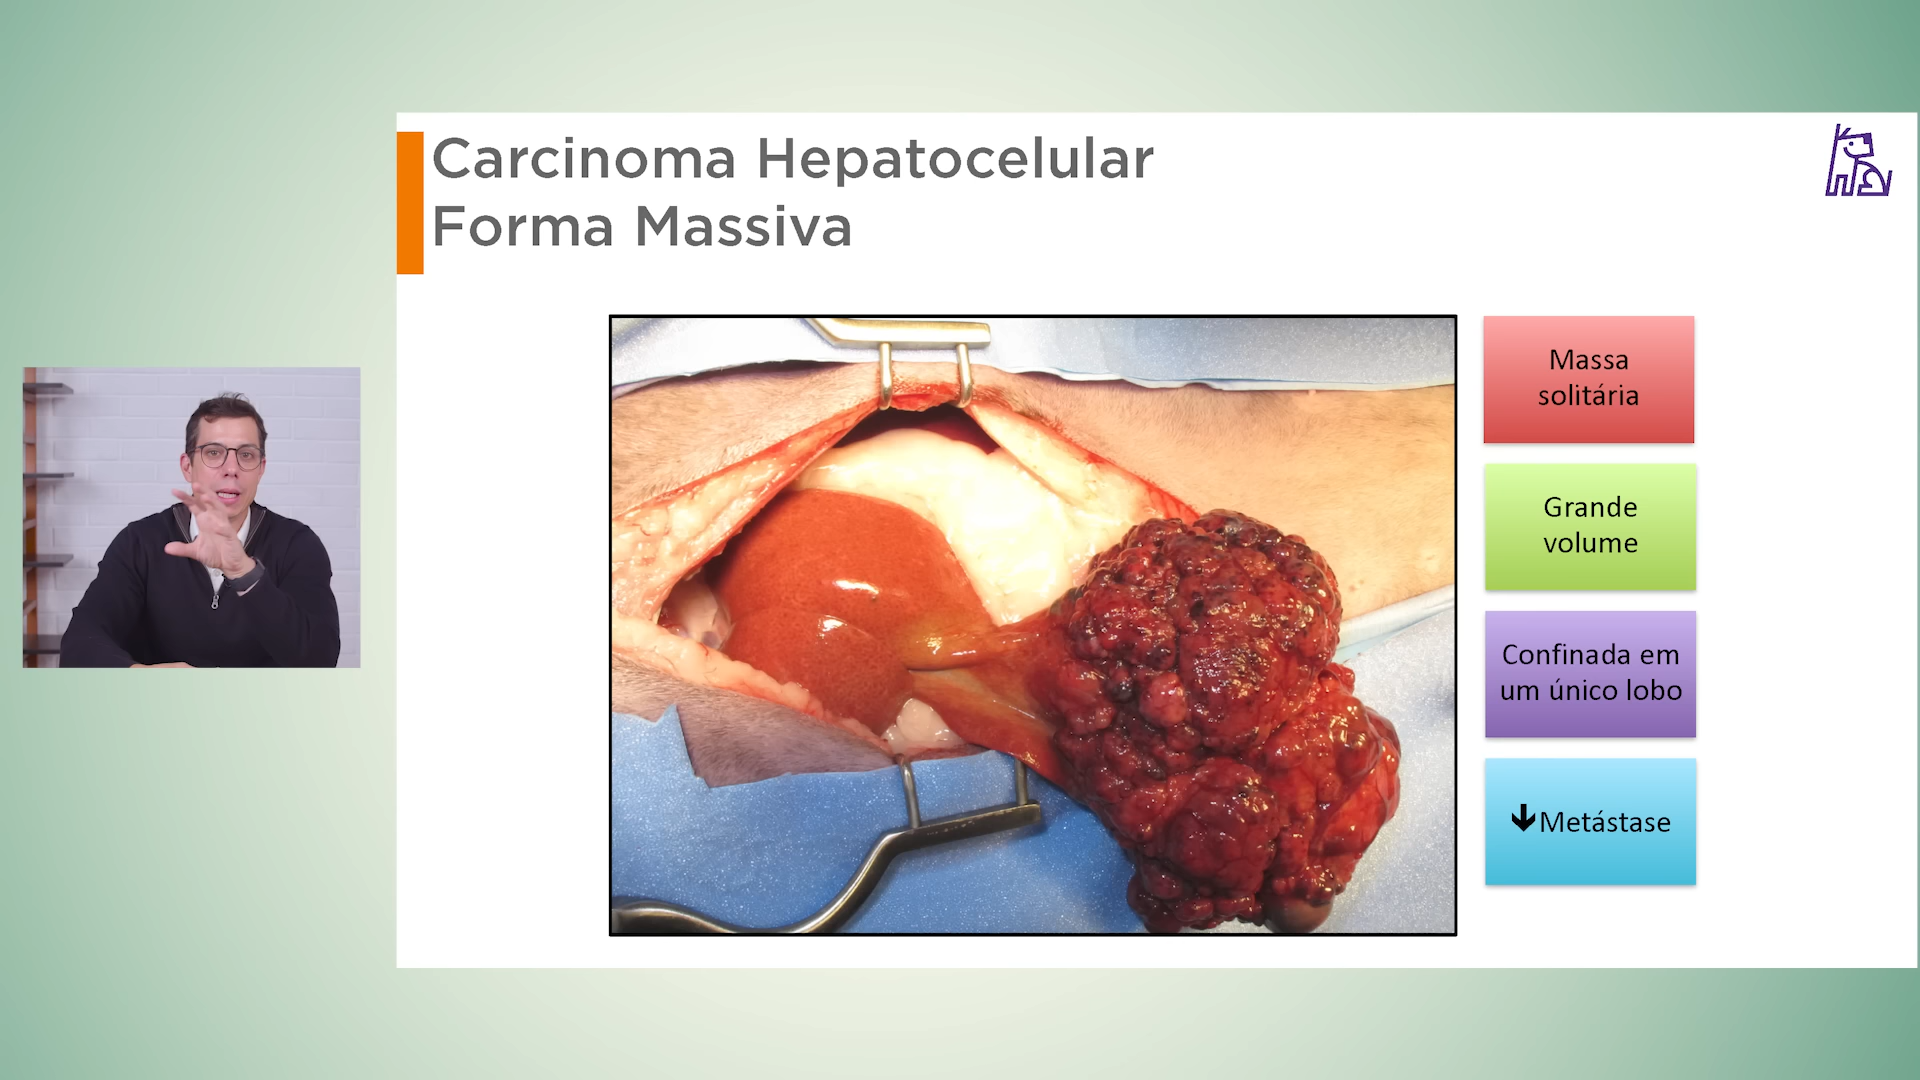 Carcinoma Hepatocelular
Forma Massiva
Massa
solitária
Grande
volume
Confinada em
um único lobo
🡳Metástase